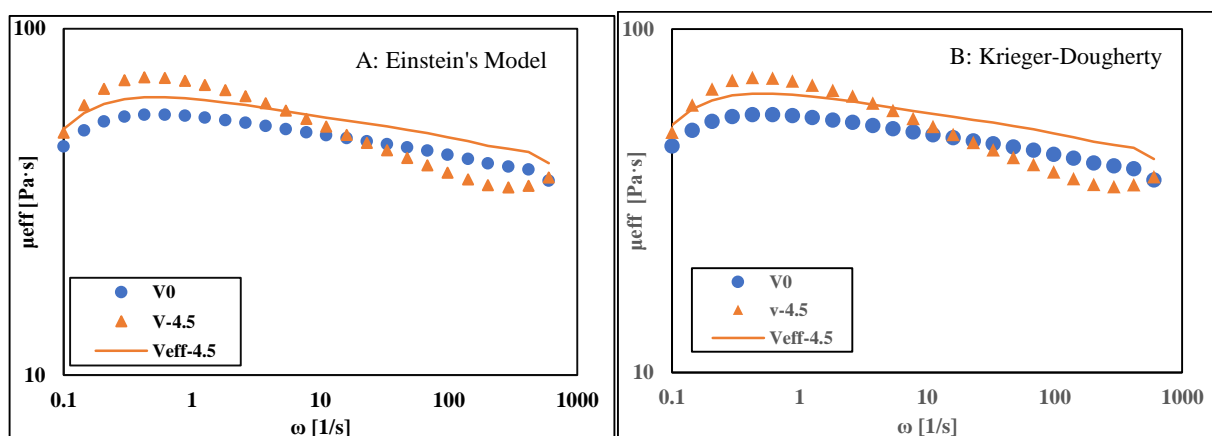 100
A: Einstein's Model
μeff [Pa·s]
V0
V-4.5
Veff-4.5
10
0.1 1 10 100 1000
ω [1/s]
100
B: Krieger-Dougherty
μeff [Pa·s]
V0
v-4.5
Veff-4.5
10
0.1 1 10 100 1000
ω [1/s]